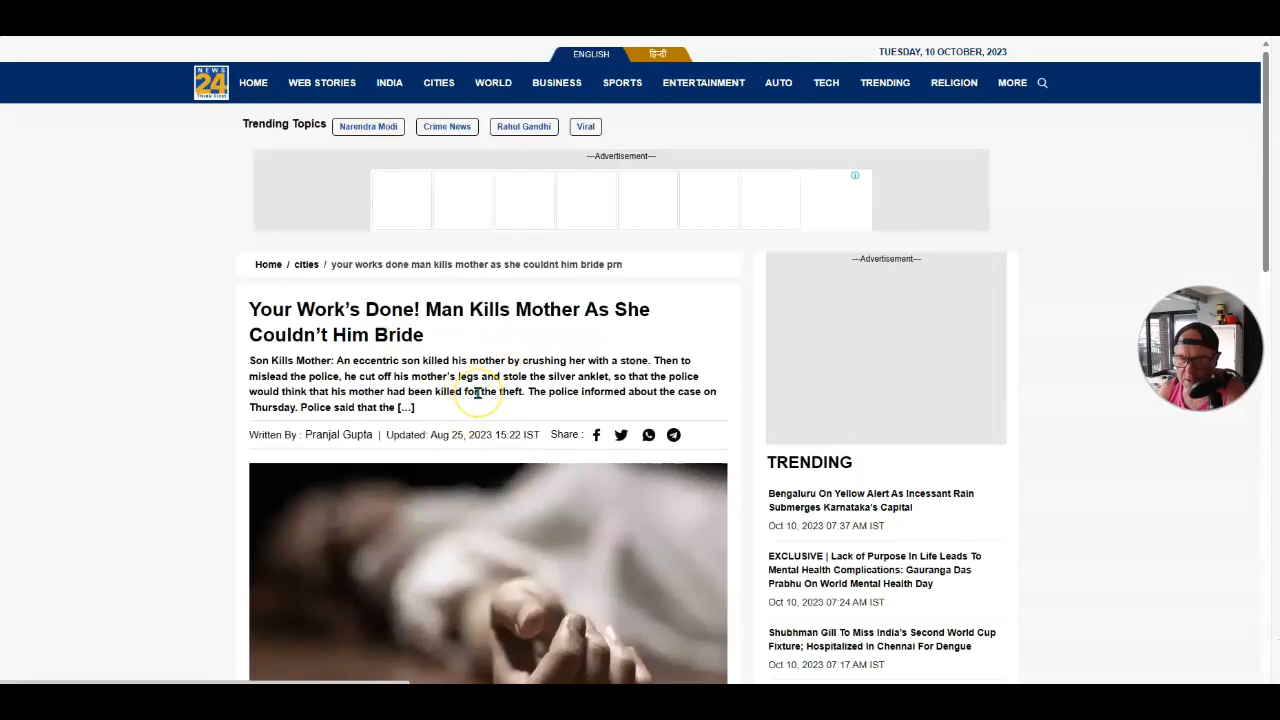 ENGLISH
हिन्दी
TUESDAY, 10 OCTOBER, 2023
NEWS
24
Think First
HOME
WEB STORIES
INDIA
CITIES
WORLD
BUSINESS
SPORTS
ENTERTAINMENT
AUTO
TECH
TRENDING
RELIGION
MORE
Trending Topics
Narendra Modi
Crime News
Rahul Gandhi
Viral
---Advertisement---
Home / cities / your works done man kills mother as she couldnt him bride prn
Your Work's Done! Man Kills Mother As She
Couldn't Him Bride
Son Kills Mother: An eccentric son killed his mother by crushing her with a stone. Then to
mislead the police, he cut off his mother's legs and stole the silver anklet, so that the police
would think that his mother had been killed for the theft. The police informed about the case on
Thursday. Police said that the [...]
Written By : Pranjal Gupta | Updated: Aug 25, 2023 15:22 IST
Share :
---Advertisement---
TRENDING
Bengaluru On Yellow Alert As Incessant Rain
Submerges Karnataka's Capital
Oct 10, 2023 07:37 AM IST
EXCLUSIVE | Lack of Purpose In Life Leads To
Mental Health Complications: Gauranga Das
Prabhu On World Mental Health Day
Oct 10, 2023 07:24 AM IST
Shubhman Gill To Miss India's Second World Cup
Fixture; Hospitalized In Chennai For Dengue
Oct 10, 2023 07:17 AM IST